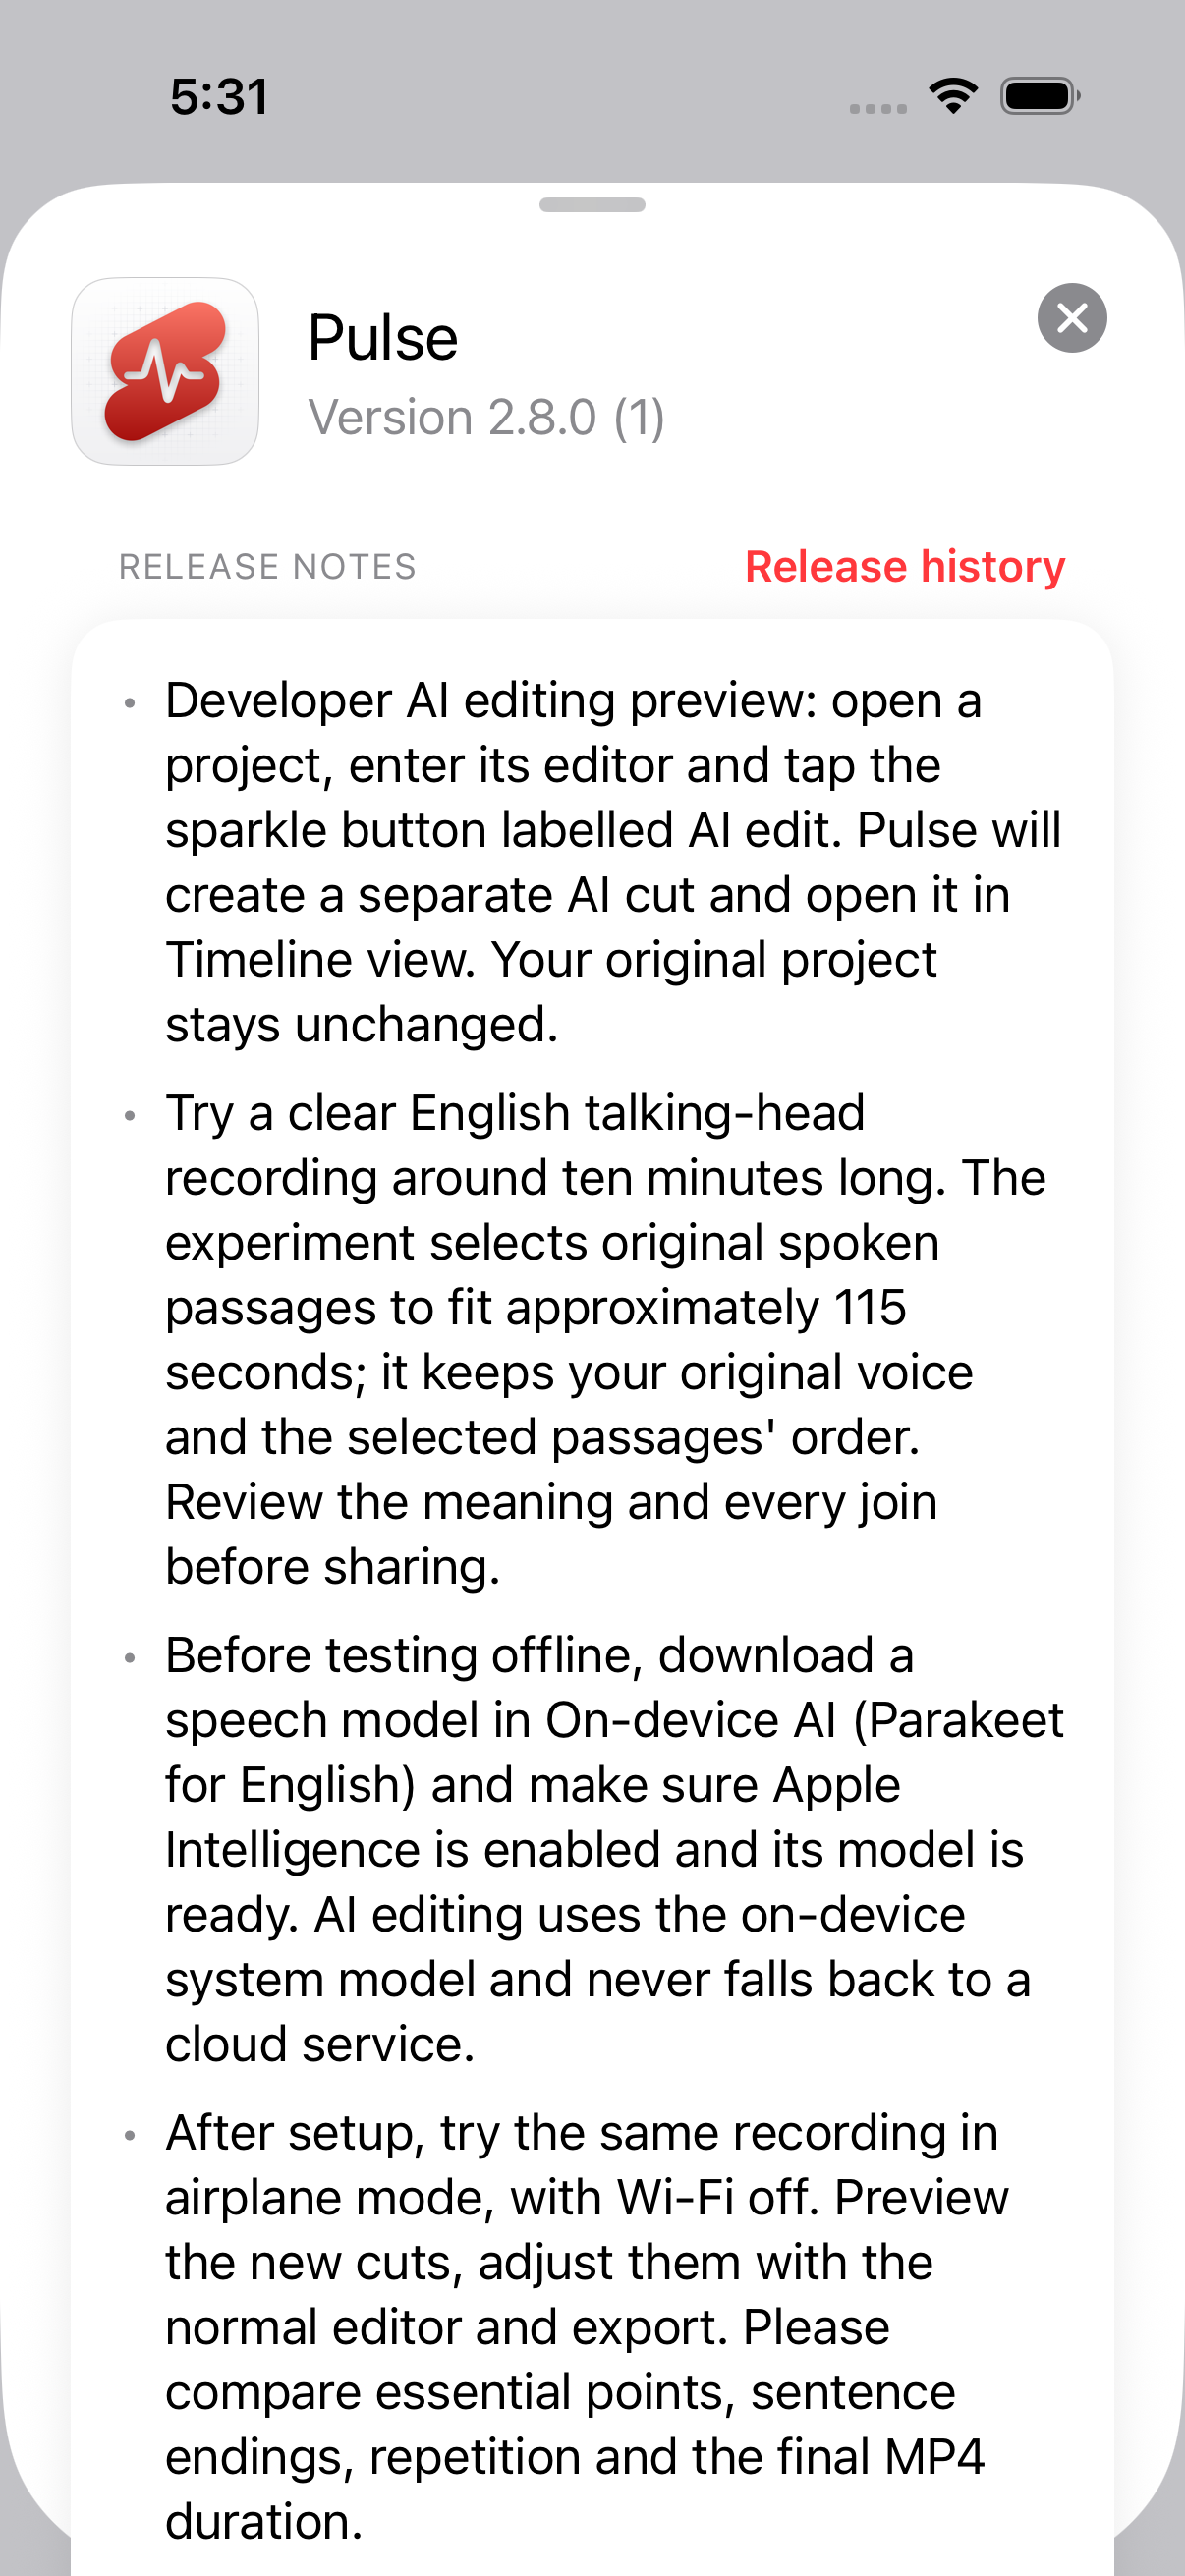 5:31
Pulse
Version 2.8.0 (1)
RELEASE NOTES
Release history
• Developer AI editing preview: open a
project, enter its editor and tap the
sparkle button labelled AI edit. Pulse will
create a separate AI cut and open it in
Timeline view. Your original project
stays unchanged.
• Try a clear English talking-head
recording around ten minutes long. The
experiment selects original spoken
passages to fit approximately 115
seconds; it keeps your original voice
and the selected passages' order.
Review the meaning and every join
before sharing.
• Before testing offline, download a
speech model in On-device AI (Parakeet
for English) and make sure Apple
Intelligence is enabled and its model is
ready. AI editing uses the on-device
system model and never falls back to a
cloud service.
• After setup, try the same recording in
airplane mode, with Wi-Fi off. Preview
the new cuts, adjust them with the
normal editor and export. Please
compare essential points, sentence
endings, repetition and the final MP4
duration.